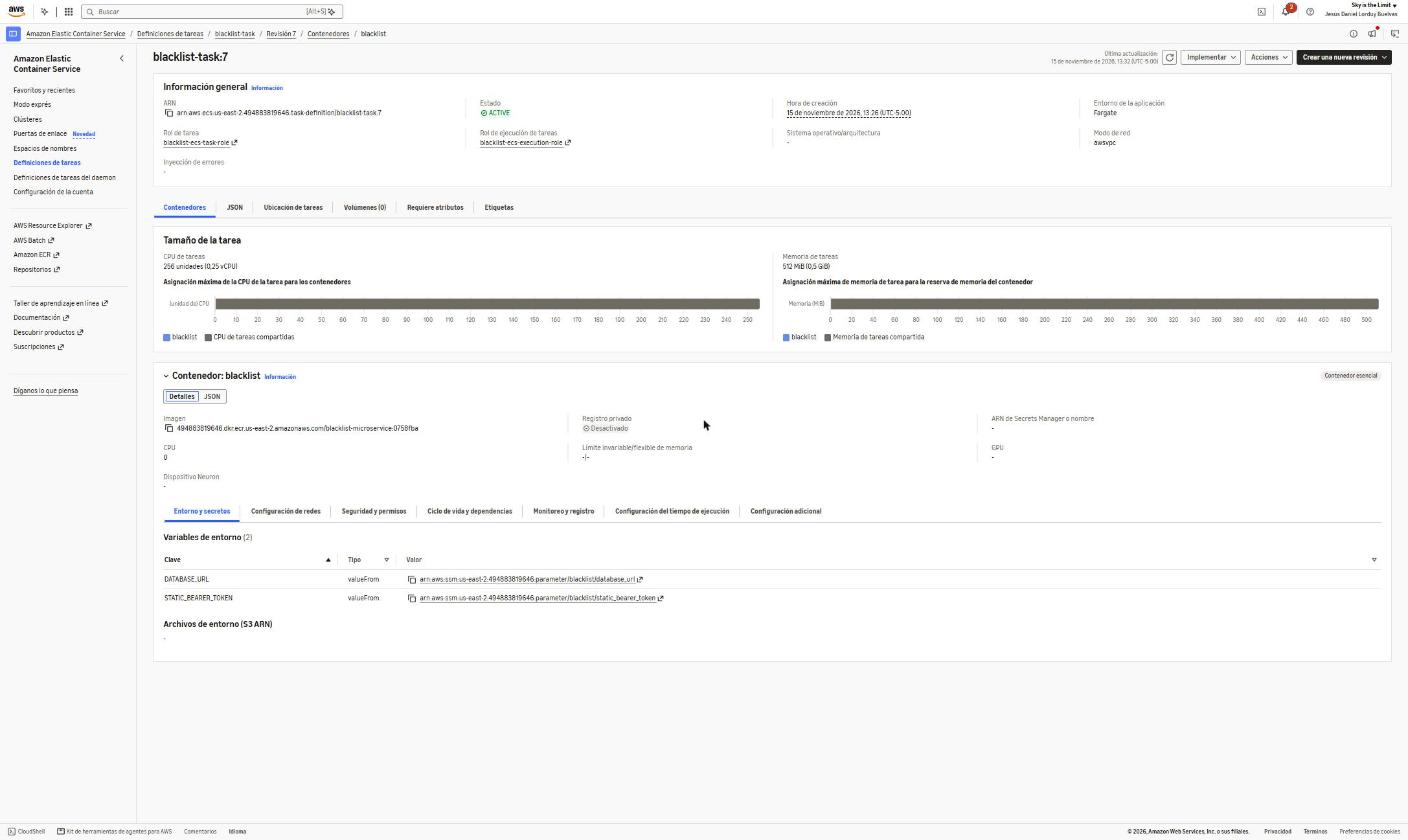 aws
Buscar
[Alt+S]
2
Sky is the Limit
Jesús Daniel Lorduy Buelvas
Amazon Elastic Container Service / Definiciones de tareas / blacklist-task / Revisión 7 / Contenedores / blacklist
Amazon Elastic
Container Service
Favoritos y recientes
Modo exprés
Clústeres
Puertas de enlace Novedad
Espacios de nombres
Definiciones de tareas
Definiciones de tareas del daemon
Configuración de la cuenta
AWS Resource Explorer
AWS Batch
Amazon ECR
Repositorios
Taller de aprendizaje en línea
Documentación
Descubrir productos
Suscripciones
Díganos lo que piensa
blacklist-task:7
Última actualización:
15 de noviembre de 2026, 13:32 (UTC-5:00)
Implementar
Acciones
Crear una nueva revisión
Información general Información
ARN
arn:aws:ecs:us-east-2:494883819646:task-definition/blacklist-task:7
Estado
ACTIVE
Hora de creación
15 de noviembre de 2026, 13:26 (UTC-5:00)
Entorno de la aplicación
Fargate
Rol de tarea
blacklist-ecs-task-role
Rol de ejecución de tareas
blacklist-ecs-execution-role
Sistema operativo/arquitectura
-
Modo de red
awsvpc
Inyección de errores
-
Contenedores JSON Ubicación de tareas Volúmenes (0) Requiere atributos Etiquetas
Tamaño de la tarea
CPU de tareas
256 unidades (0,25 vCPU)
Asignación máxima de la CPU de la tarea para los contenedores
(unidades) CPU
0 10 20 30 40 50 60 70 80 90 100 110 120 130 140 150 160 170 180 190 200 210 220 230 240 250
blacklist CPU de tareas compartidas
Memoria de tareas
512 MiB (0,5 GiB)
Asignación máxima de memoria de tarea para la reserva de memoria del contenedor
Memoria (MiB)
0 20 40 60 80 100 120 140 160 180 200 220 240 260 280 300 320 340 360 380 400 420 440 460 480 500
blacklist Memoria de tareas compartida
Contenedor: blacklist Información
Contenedor esencial
Detalles JSON
Imagen
494883819646.dkr.ecr.us-east-2.amazonaws.com/blacklist-microservice:0758fba
Registro privado
Desactivado
ARN de Secrets Manager o nombre
-
CPU
0
Límite invariable/flexible de memoria
-/-
GPU
-
Dispositivo Neuron
-
Entorno y secretos Configuración de redes Seguridad y permisos Ciclo de vida y dependencias Monitoreo y registro Configuración del tiempo de ejecución Configuración adicional
Variables de entorno (2)
Clave Tipo Valor
DATABASE_URL valueFrom arn:aws:ssm:us-east-2:494883819646:parameter/blacklist/database_url
STATIC_BEARER_TOKEN valueFrom arn:aws:ssm:us-east-2:494883819646:parameter/blacklist/static_bearer_token
Archivos de entorno (S3 ARN)
-
CloudShell Kit de herramientas de agentes para AWS Comentarios Idioma
© 2026, Amazon Web Services, Inc. o sus filiales. Privacidad Términos Preferencias de cookies